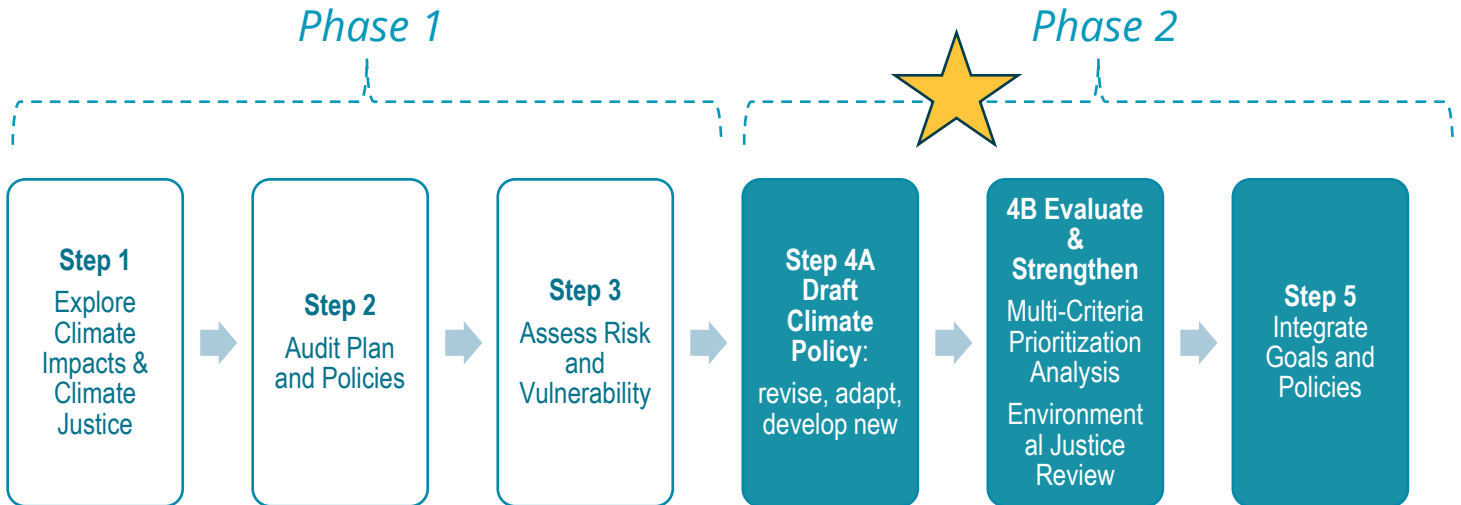 Phase 1
Phase 2
Step 1
Explore
Climate
Impacts &
Climate
Justice
Step 2
Audit Plan
and Policies
Step 3
Assess Risk
and
Vulnerability
Step 4A
Draft
Climate
Policy:
revise, adapt,
develop new
4B Evaluate
&
Strengthen
Multi-Criteria
Prioritization
Analysis
Environment
al Justice
Review
Step 5
Integrate
Goals and
Policies